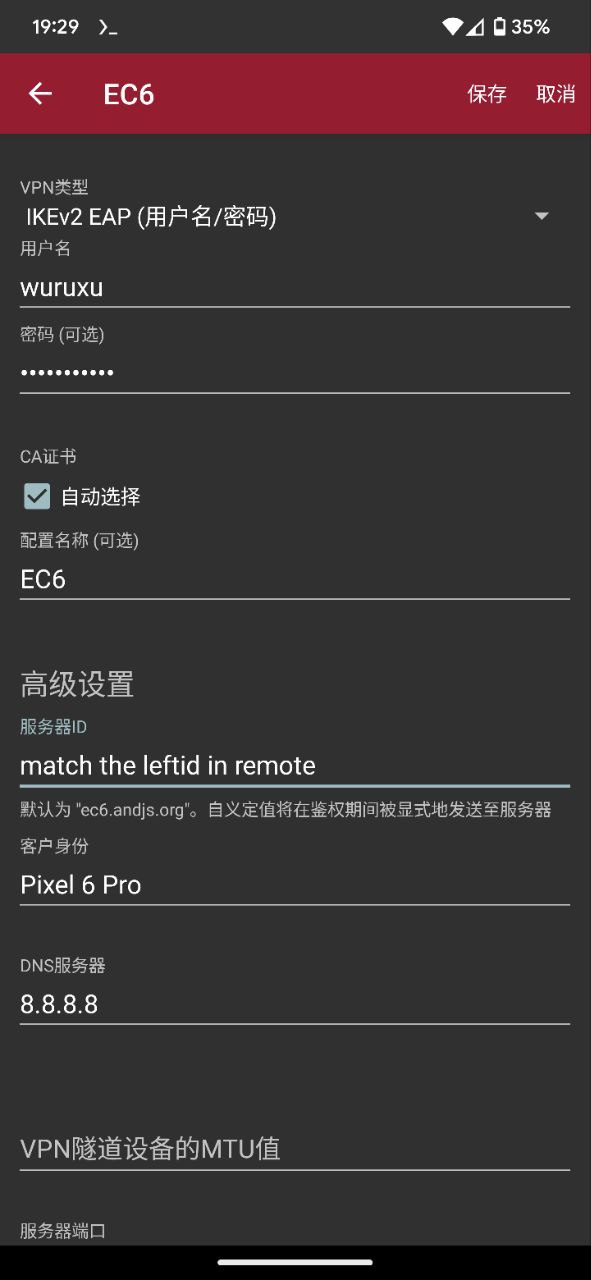 19:29 >_ 35%
EC6 保存 取消
VPN类型
IKEv2 EAP (用户名/密码)
用户名
wuruxu
密码 (可选)
•••••••••••
CA证书
自动选择
配置名称 (可选)
EC6
高级设置
服务器ID
match the leftid in remote
默认为 "ec6.andjs.org"。自义定值将在鉴权期间被显式地发送至服务器
客户身份
Pixel 6 Pro
DNS服务器
8.8.8.8
VPN隧道设备的MTU值
服务器端口